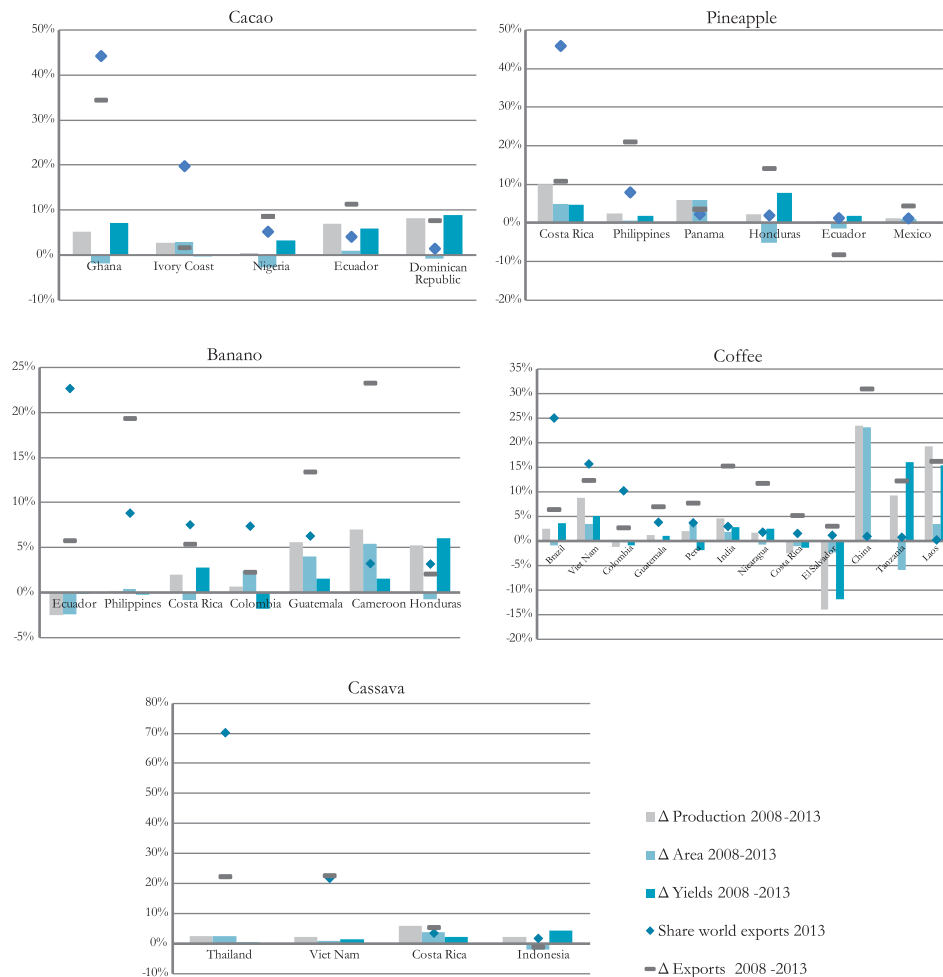 Cacao
50%
40%
30%
20%
10%
0%
-10%
Ghana Ivory Coast Nigeria Ecuador Dominican
Republic
Pineapple
50%
40%
30%
20%
10%
0%
-10%
-20%
Costa Rica Philippines Panama Honduras Ecuador Mexico
Banano
25%
20%
15%
10%
5%
0%
-5%
Ecuador Philippines Costa Rica Colombia Guatemala Cameroon Honduras
Coffee
35%
30%
25%
20%
15%
10%
5%
0%
-5%
-10%
-15%
-20%
Brazil Viet Nam Colombia Guatemala Peru India Nicaragua Costa Rica El Salvador China Tanzania Laos
Cassava
80%
70%
60%
50%
40%
30%
20%
10%
0%
-10%
Thailand Viet Nam Costa Rica Indonesia
Δ Production 2008-2013
Δ Area 2008-2013
Δ Yields 2008 -2013
Share world exports 2013
Δ Exports 2008 -2013